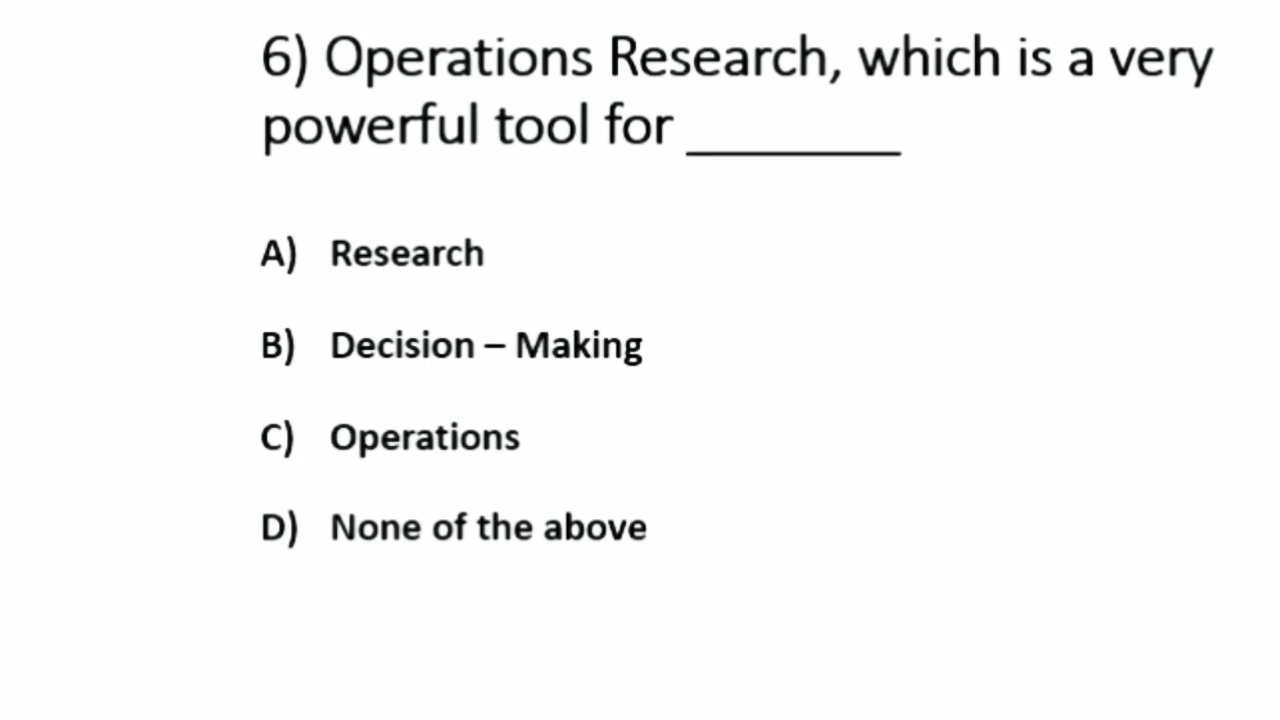 6) Operations Research, which is a very
powerful tool for ________
A) Research
B) Decision – Making
C) Operations
D) None of the above